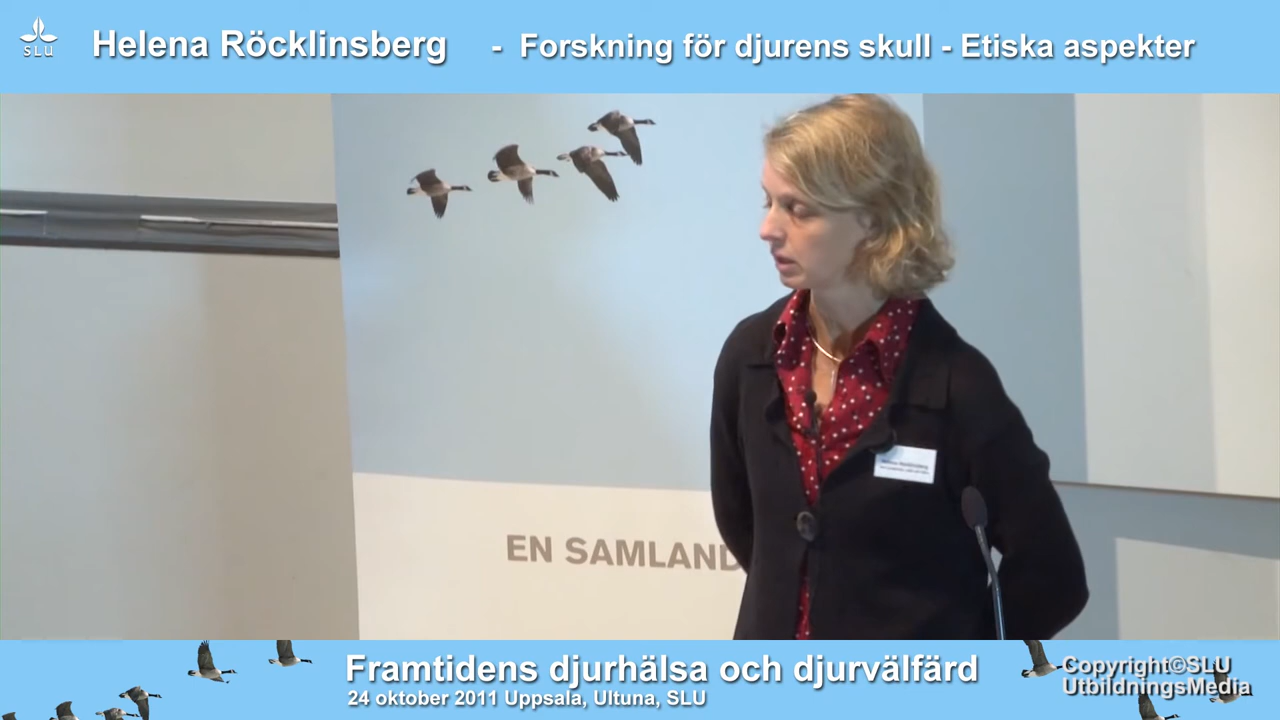 SLU
Helena Röcklinsberg - Forskning för djurens skull - Etiska aspekter
EN SAMLAND
Framtidens djurhälsa och djurvälfärd
24 oktober 2011 Uppsala, Ultuna, SLU
Copyright©SLU
UtbildningsMedia